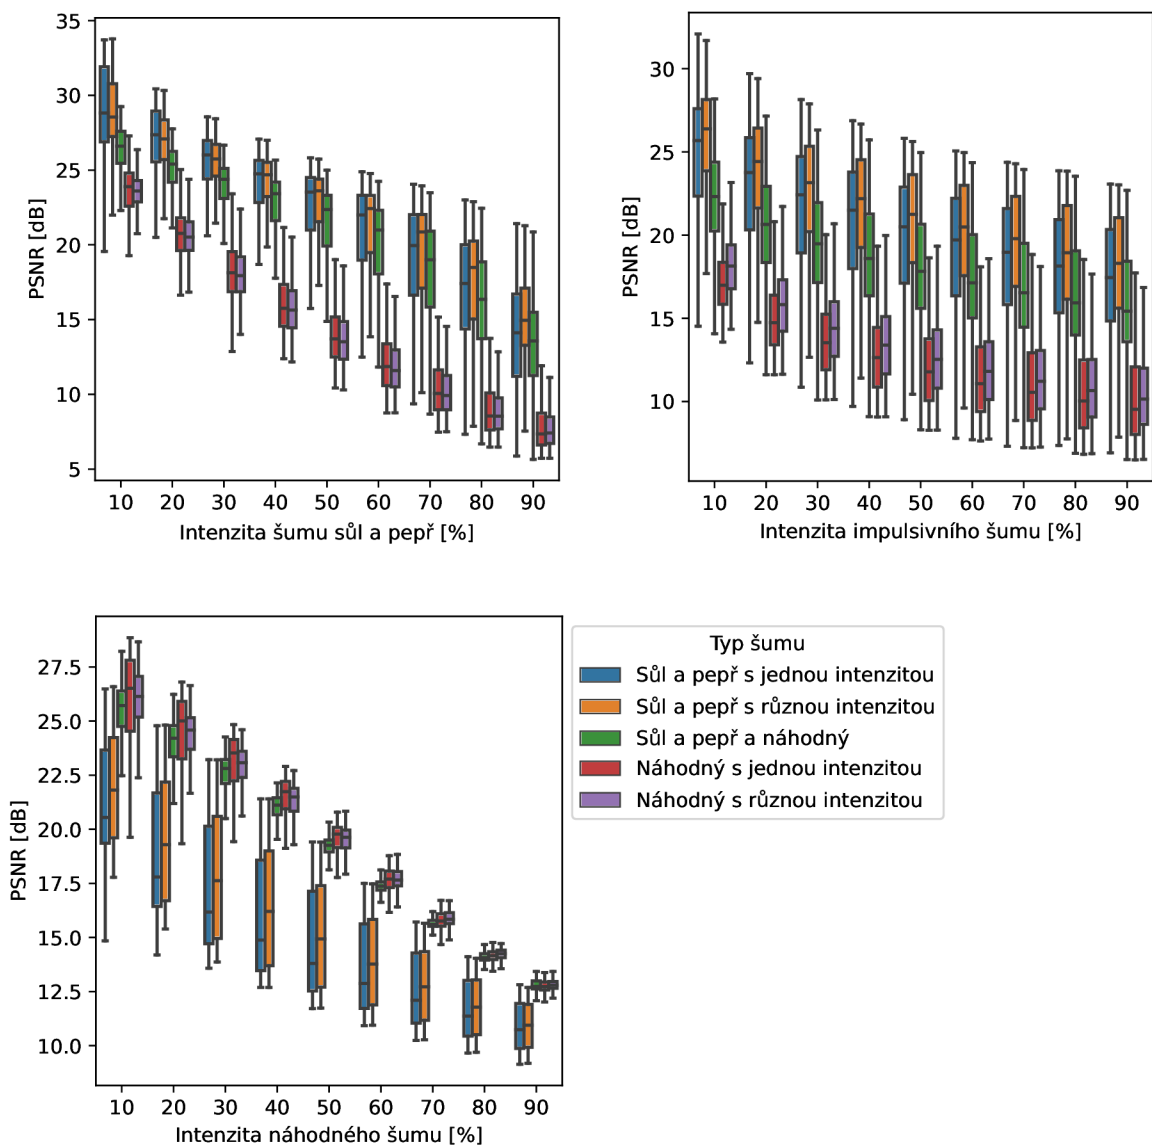 35
30
25
20
15
10
5
PSNR [dB]
10 20 30 40 50 60 70 80 90
Intenzita šumu sůl a pepř [%]
30
25
20
15
10
PSNR [dB]
10 20 30 40 50 60 70 80 90
Intenzita impulsivního šumu [%]
27.5
25.0
22.5
20.0
17.5
15.0
12.5
10.0
PSNR [dB]
10 20 30 40 50 60 70 80 90
Intenzita náhodného šumu [%]
Typ šumu
Sůl a pepř s jednou intenzitou
Sůl a pepř s různou intenzitou
Sůl a pepř a náhodný
Náhodný s jednou intenzitou
Náhodný s různou intenzitou